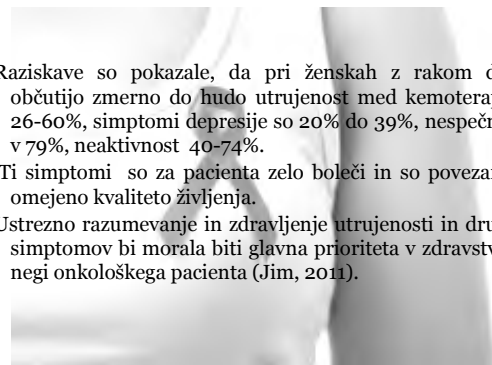 Raziskave so pokazale, da pri ženskah z rakom d
občutijo zmerno do hudo utrujenost med kemotera
26-60%, simptomi depresije so 20% do 39%, nespečn
v 79%, neaktivnost 40-74%.
Ti simptomi so za pacienta zelo boleči in so poveza
omejeno kvaliteto življenja.
Ustrezno razumevanje in zdravljenje utrujenosti in dru
simptomov bi morala biti glavna prioriteta v zdravstv
negi onkološkega pacienta (Jim, 2011).